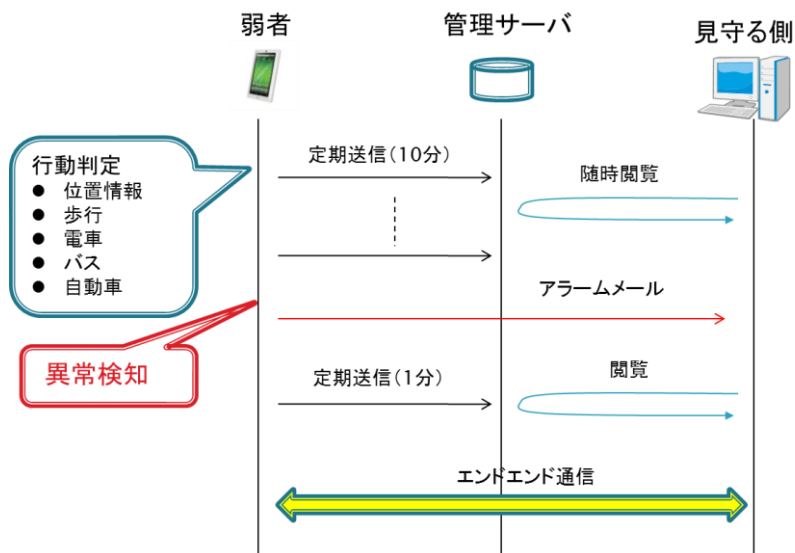 弱者
管理サーバ
見守る側
行動判定
● 位置情報
● 歩行
● 電車
● バス
● 自動車
定期送信(10分)
随時閲覧
アラームメール
異常検知
定期送信(1分)
閲覧
エンドエンド通信